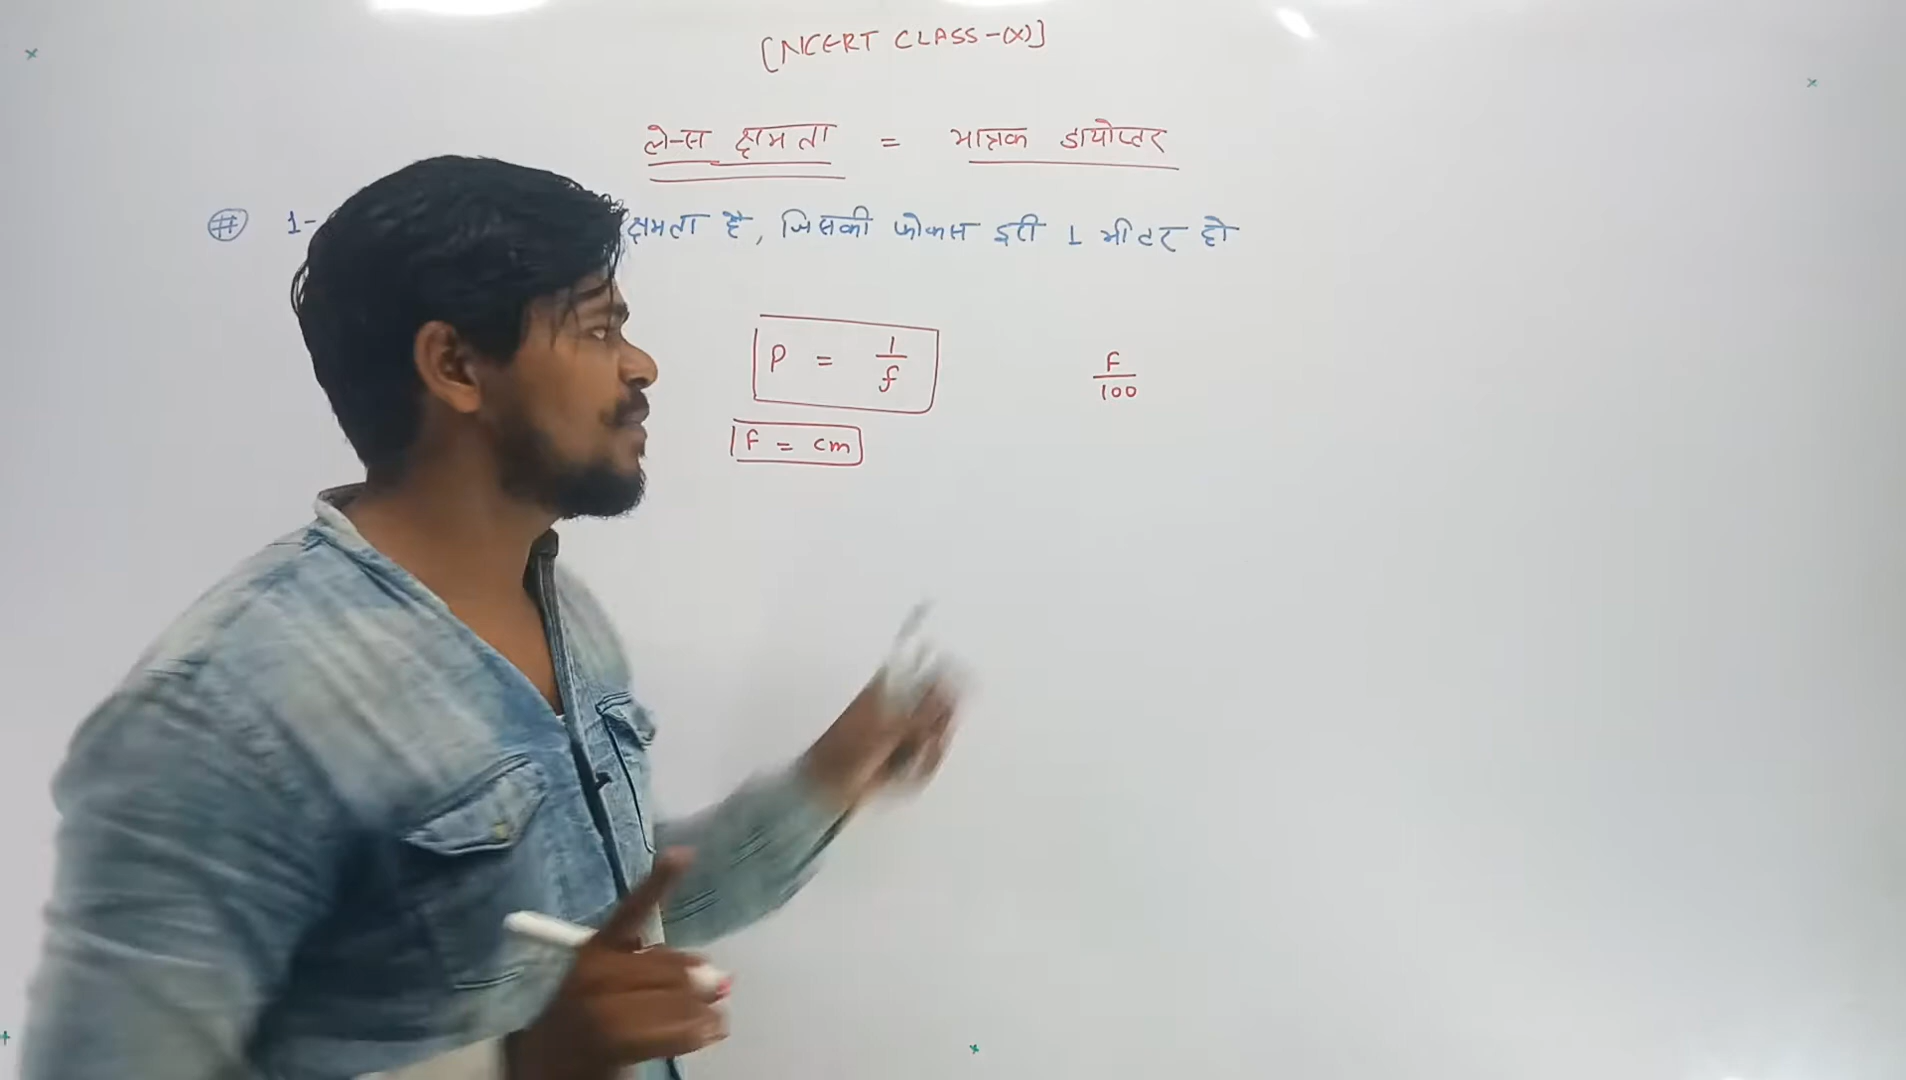 [NCERT CLASS-(X)]
लेन्स क्षमता = मात्रक डायोप्टर
# 1- क्षमता है, जिसकी फोकस दूरी 1 मीटर हो
P = 1/f
F/100
F = cm